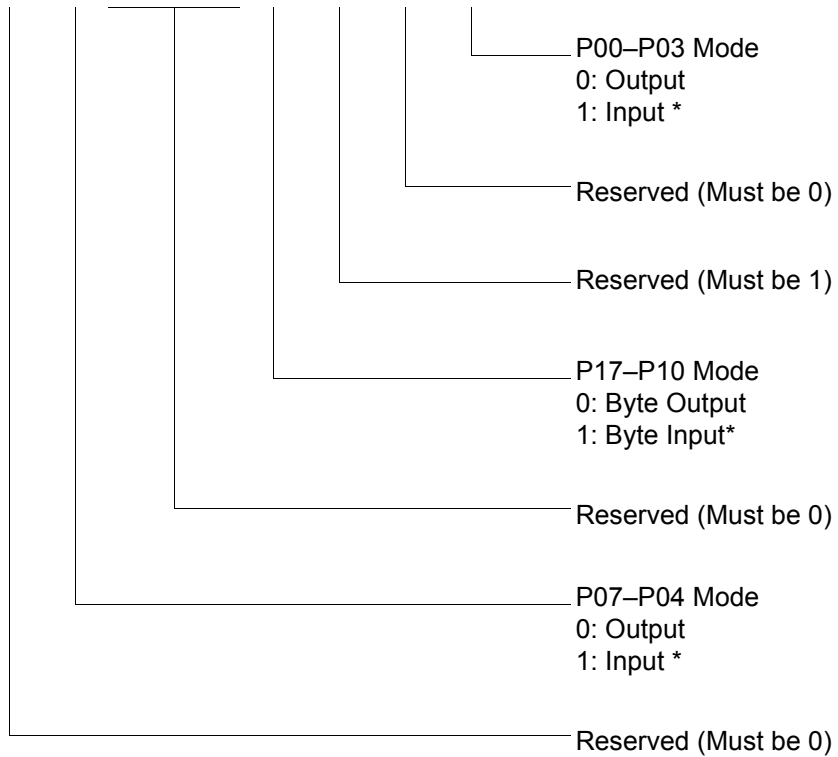 P00–P03 Mode
0: Output
1: Input *
Reserved (Must be 0)
Reserved (Must be 1)
P17–P10 Mode
0: Byte Output
1: Byte Input*
Reserved (Must be 0)
P07–P04 Mode
0: Output
1: Input *
Reserved (Must be 0)